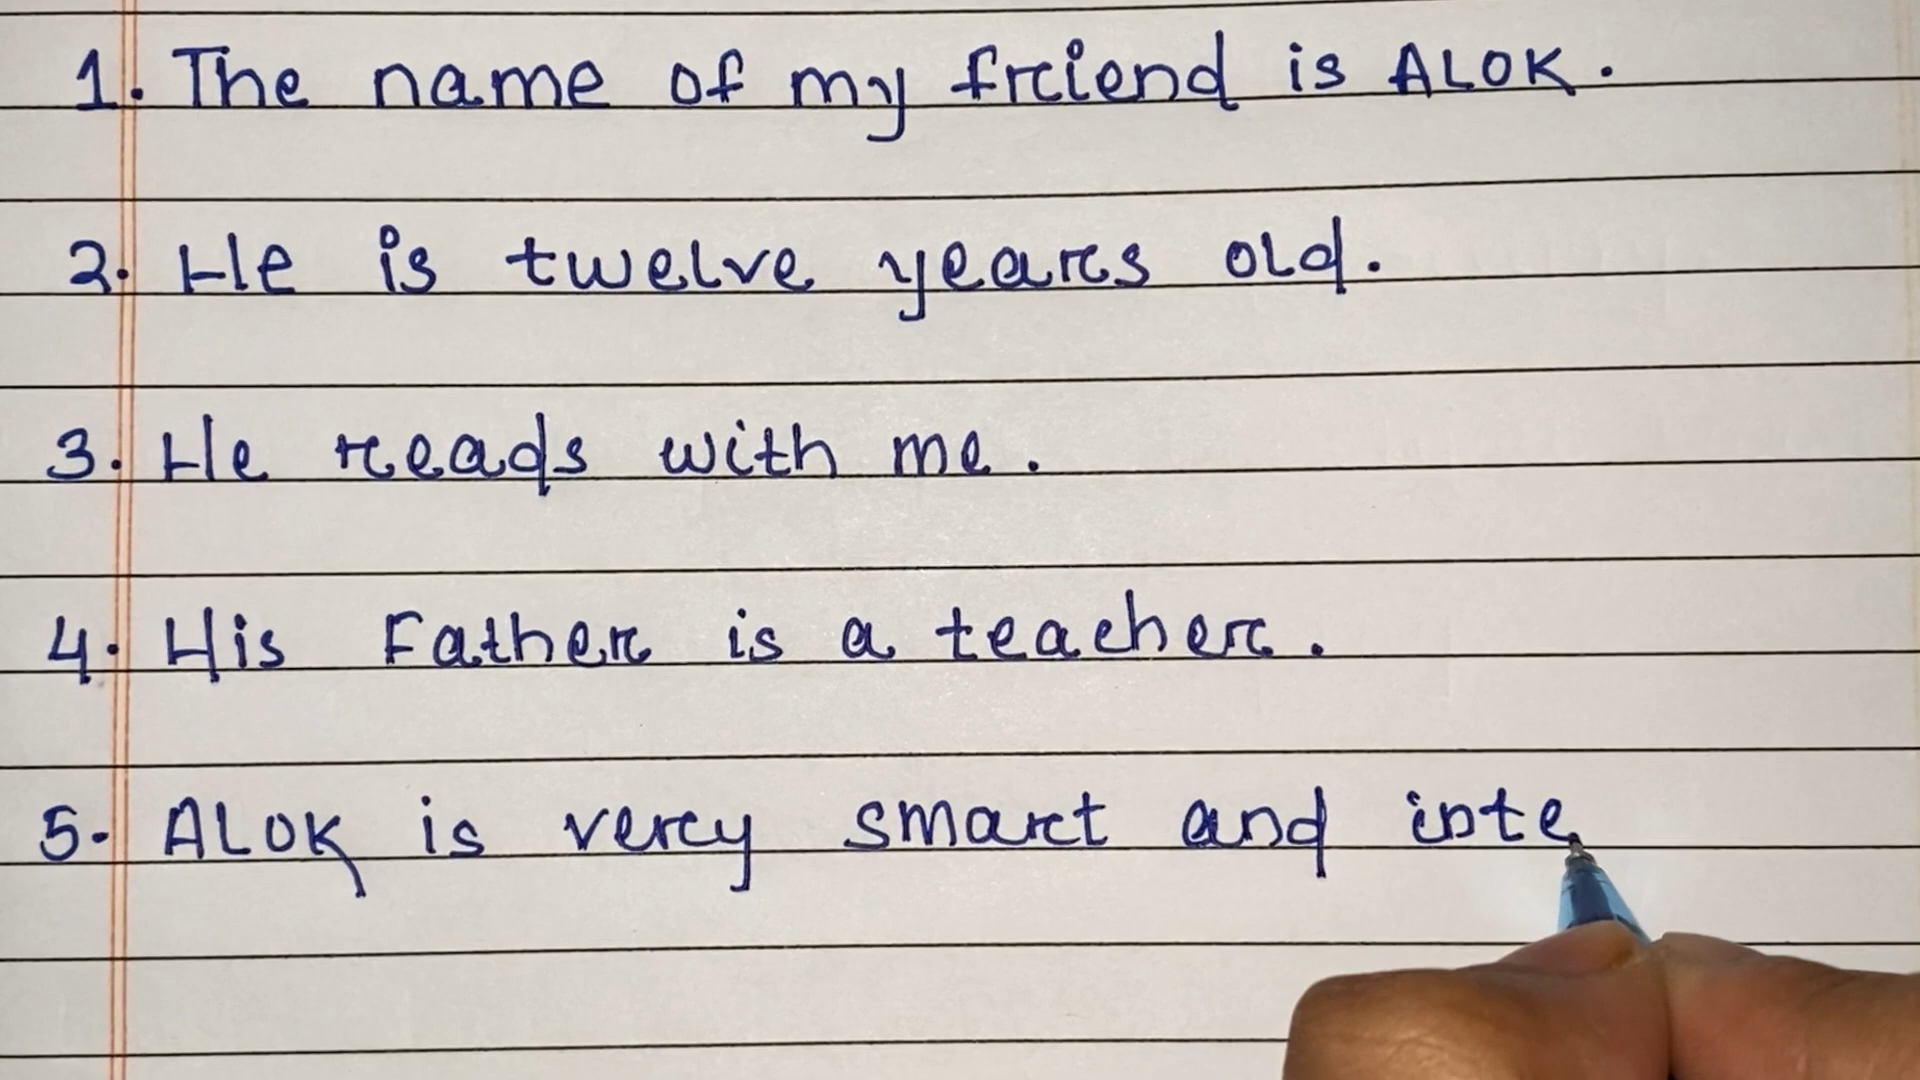 1. The name of my friend is ALOK.
2. He is twelve years old.
3. He reads with me.
4. His Father is a teacher.
5. ALOK is very smart and inte